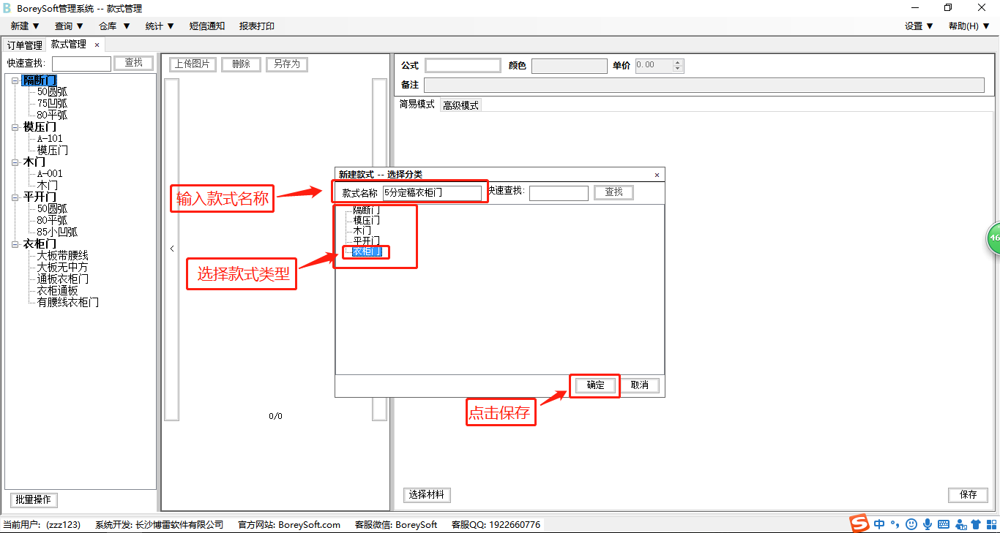 BoreySoft管理系统 -- 款式管理
新建 ▼ 查询 ▼ 仓库 ▼ 统计 ▼ 短信通知 报表打印 设置 ▼ 帮助(H) ▼
订单管理 款式管理 ×
快速查找: 查找
隔断门
50圆弧
75凹弧
80平弧
模压门
A-101
模压门
木门
A-001
木门
平开门
50圆弧
80平弧
85小凹弧
衣柜门
大板带腰线
大板无中方
通板衣柜门
衣柜通板
有腰线衣柜门
批量操作
上传图片 删除 另存为
<
0/0
公式 颜色 单价 0.00
备注
简易模式 高级模式
新建款式 -- 选择分类 ×
款式名称 5分定稿衣柜门 快速查找: 查找
隔断门
模压门
木门
平开门
衣柜门
确定 取消
输入款式名称
选择款式类型
点击保存
选择材料 保存
46
当前用户: (zzz123) 系统开发: 长沙博雷软件有限公司 官方网站: BoreySoft.com 客服微信: BoreySoft 客服QQ: 1922660776
中